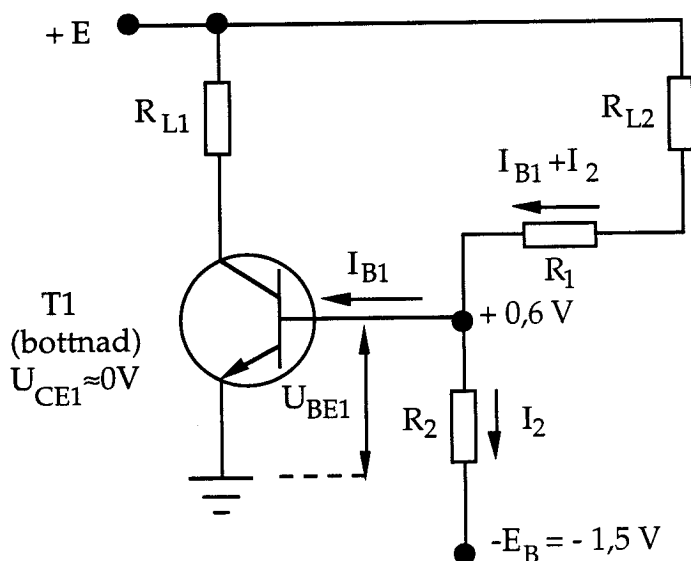 + E
R_L1
R_L2
I_B1 + I_2
R_1
I_B1
T1
(bottnad)
U_CE1 ≈ 0V
+ 0,6 V
U_BE1
R_2
I_2
-E_B = - 1,5 V